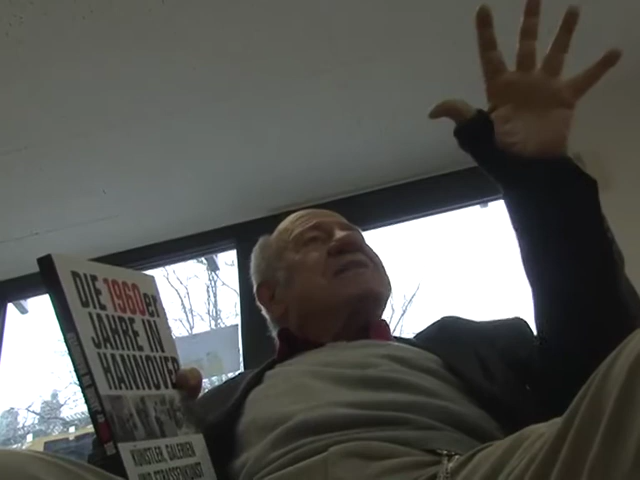 DIE 1960er
JAHRE IN
HANNOVER
KÜNSTLER, GALERIEN
UND STRASSENKUNST